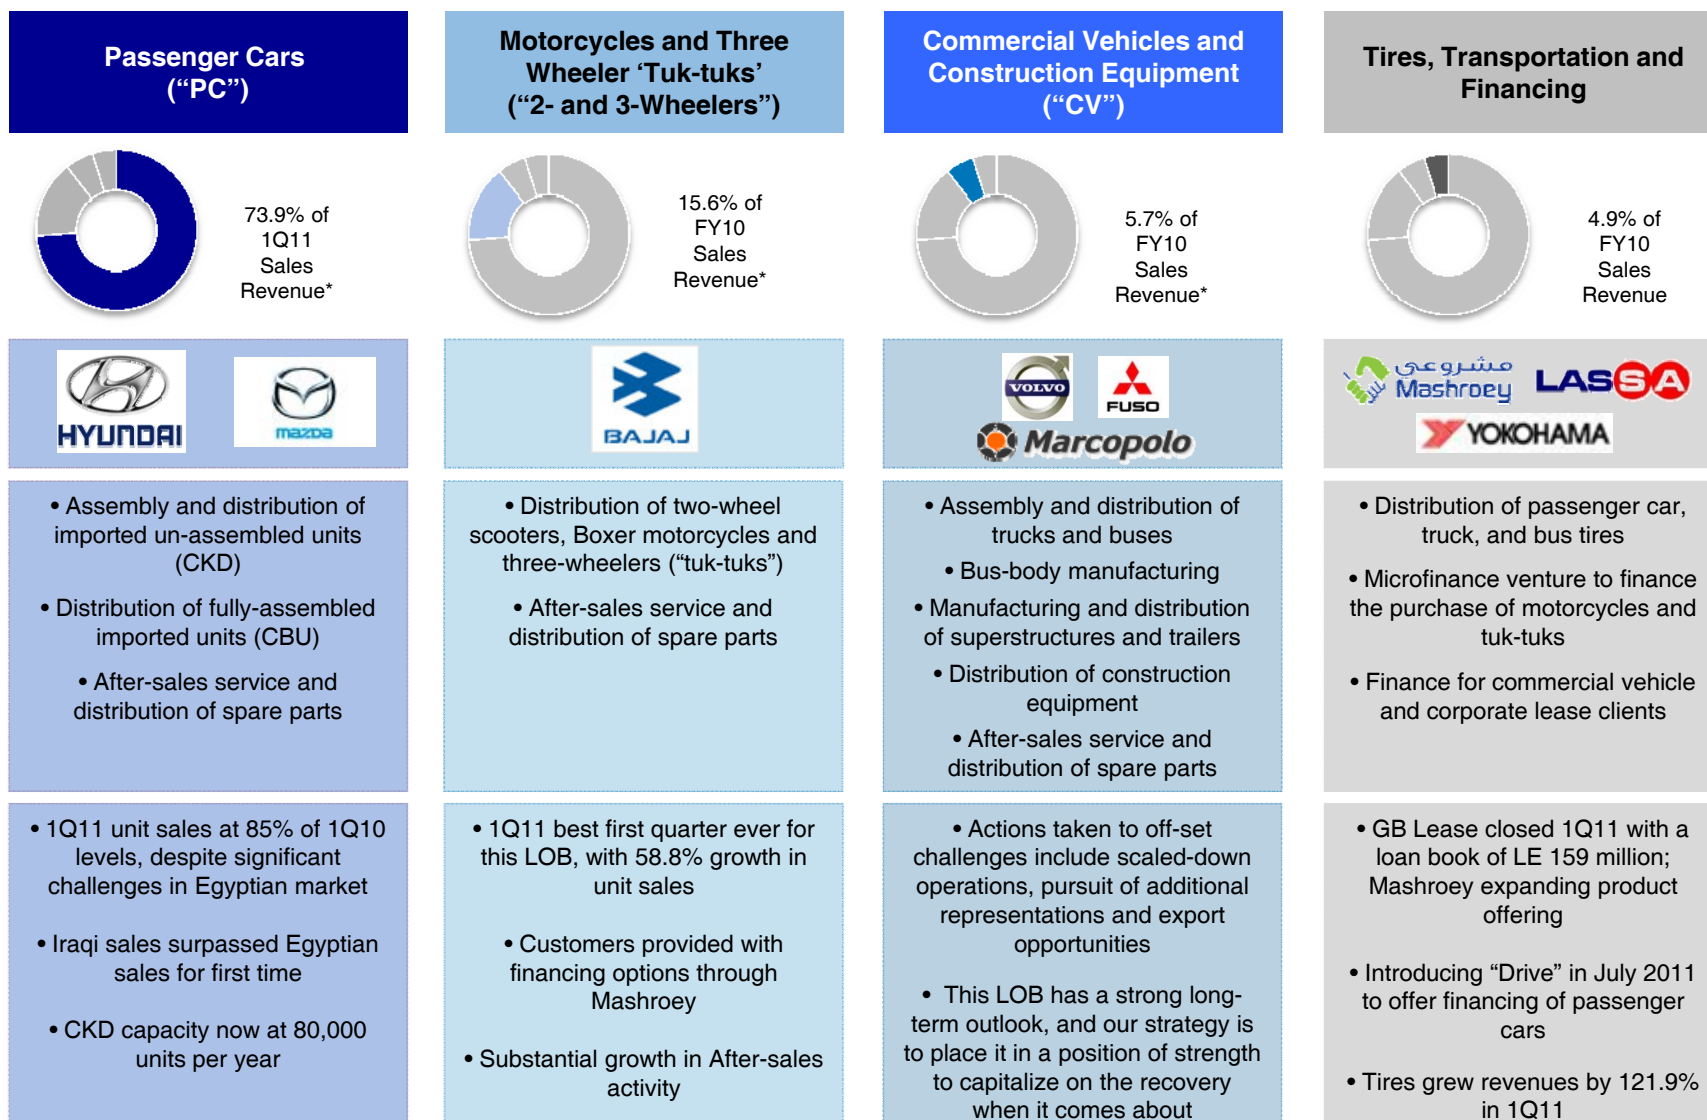 Passenger Cars
(“PC”)
73.9% of
1Q11
Sales
Revenue*
HYUNDAI
mazda
• Assembly and distribution of
imported un-assembled units
(CKD)
• Distribution of fully-assembled
imported units (CBU)
• After-sales service and
distribution of spare parts
• 1Q11 unit sales at 85% of 1Q10
levels, despite significant
challenges in Egyptian market
• Iraqi sales surpassed Egyptian
sales for first time
• CKD capacity now at 80,000
units per year
Motorcycles and Three
Wheeler ‘Tuk-tuks’
(“2- and 3-Wheelers”)
15.6% of
FY10
Sales
Revenue*
BAJAJ
• Distribution of two-wheel
scooters, Boxer motorcycles and
three-wheelers (“tuk-tuks”)
• After-sales service and
distribution of spare parts
• 1Q11 best first quarter ever for
this LOB, with 58.8% growth in
unit sales
• Customers provided with
financing options through
Mashroey
• Substantial growth in After-sales
activity
Commercial Vehicles and
Construction Equipment
(“CV”)
5.7% of
FY10
Sales
Revenue*
VOLVO
FUSO
Marcopolo
• Assembly and distribution of
trucks and buses
• Bus-body manufacturing
• Manufacturing and distribution
of superstructures and trailers
• Distribution of construction
equipment
• After-sales service and
distribution of spare parts
• Actions taken to off-set
challenges include scaled-down
operations, pursuit of additional
representations and export
opportunities
• This LOB has a strong long-
term outlook, and our strategy is
to place it in a position of strength
to capitalize on the recovery
when it comes about
Tires, Transportation and
Financing
4.9% of
FY10
Sales
Revenue
مشروعي
Mashroey
LASSA
YOKOHAMA
• Distribution of passenger car,
truck, and bus tires
• Microfinance venture to finance
the purchase of motorcycles and
tuk-tuks
• Finance for commercial vehicle
and corporate lease clients
• GB Lease closed 1Q11 with a
loan book of LE 159 million;
Mashroey expanding product
offering
• Introducing “Drive” in July 2011
to offer financing of passenger
cars
• Tires grew revenues by 121.9%
in 1Q11